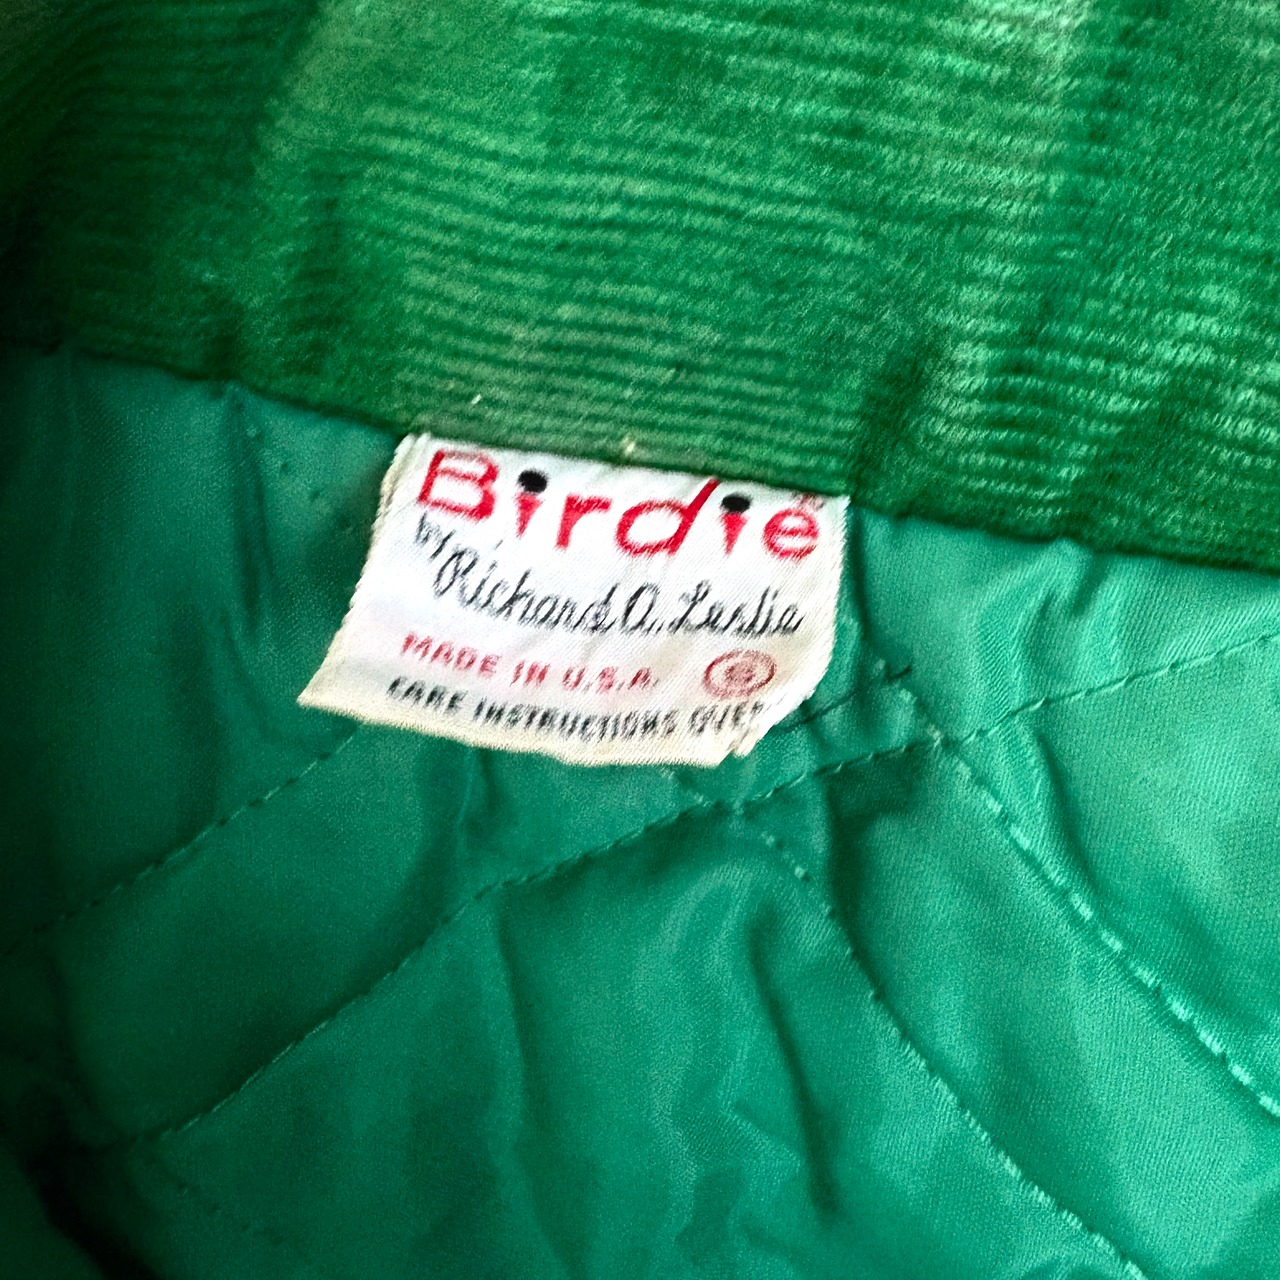 Birdie®
by Richard A. Leslie
MADE IN U.S.A.
CARE INSTRUCTIONS OVER